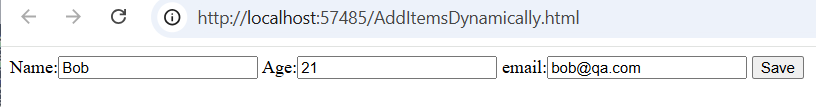 http://localhost:57485/AddItemsDynamically.html
Name:Bob Age:21 email:bob@qa.com Save